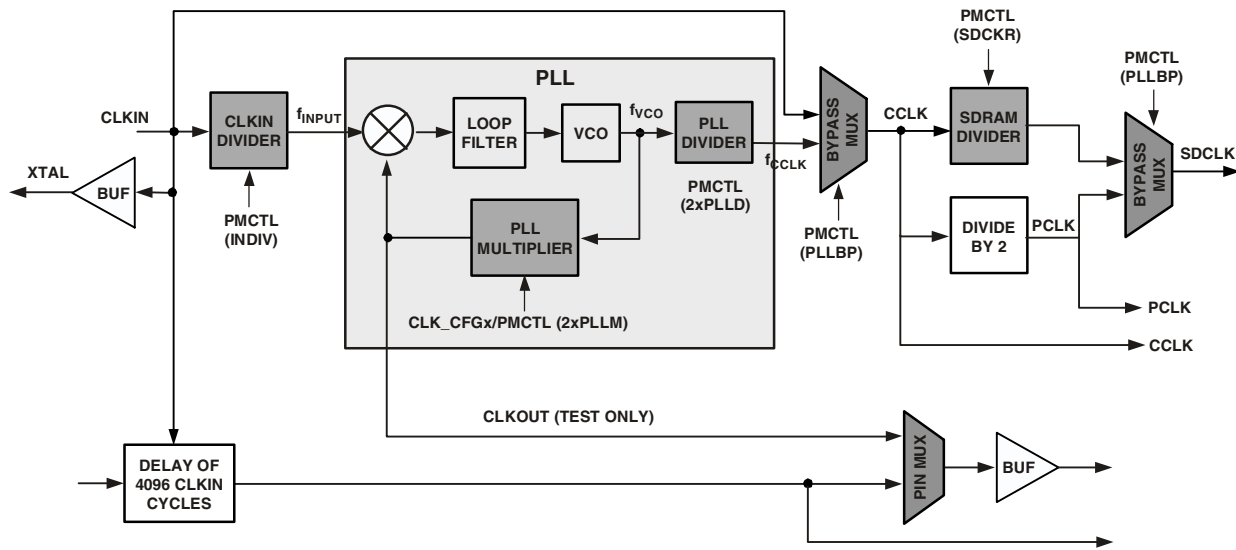 PMCTL
(SDCKR)
PMCTL
(PLLBP)
PLL
CLKIN
CLKIN
DIVIDER
fINPUT
LOOP
FILTER
VCO
fVCO
PLL
DIVIDER
fCCLK
BYPASS
MUX
CCLK
SDRAM
DIVIDER
BYPASS
MUX
SDCLK
XTAL
BUF
PMCTL
(INDIV)
PMCTL
(2xPLLD)
PLL
MULTIPLIER
PMCTL
(PLLBP)
DIVIDE
BY 2
PCLK
CLK_CFGx/PMCTL (2xPLLM)
PCLK
CCLK
CLKOUT (TEST ONLY)
DELAY OF
4096 CLKIN
CYCLES
PIN MUX
BUF